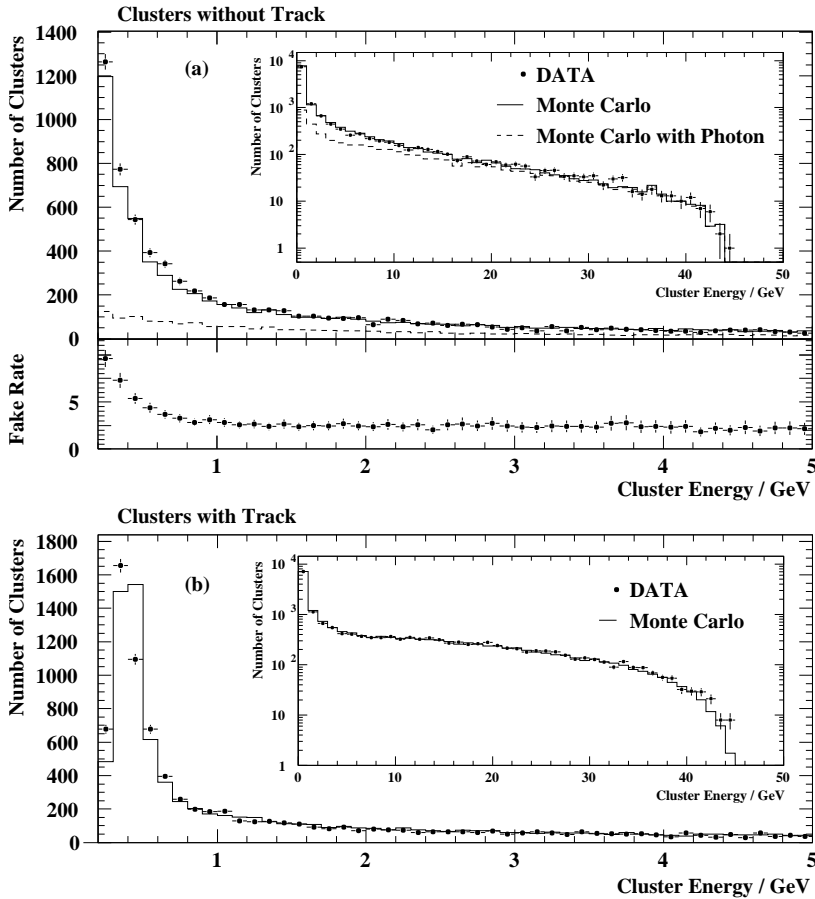 Clusters without Track
Number of Clusters
1400
1200
1000
800
600
400
200
0
(a)
Number of Clusters
10^4
10^3
10^2
10
1
DATA
Monte Carlo
Monte Carlo with Photon
0 10 20 30 40 50
Cluster Energy / GeV
Fake Rate
5
0
1 2 3 4 5
Cluster Energy / GeV
Clusters with Track
Number of Clusters
1800
1600
1400
1200
1000
800
600
400
200
0
(b)
Number of Clusters
10^4
10^3
10^2
10
1
DATA
Monte Carlo
0 10 20 30 40 50
Cluster Energy / GeV
1 2 3 4 5
Cluster Energy / GeV